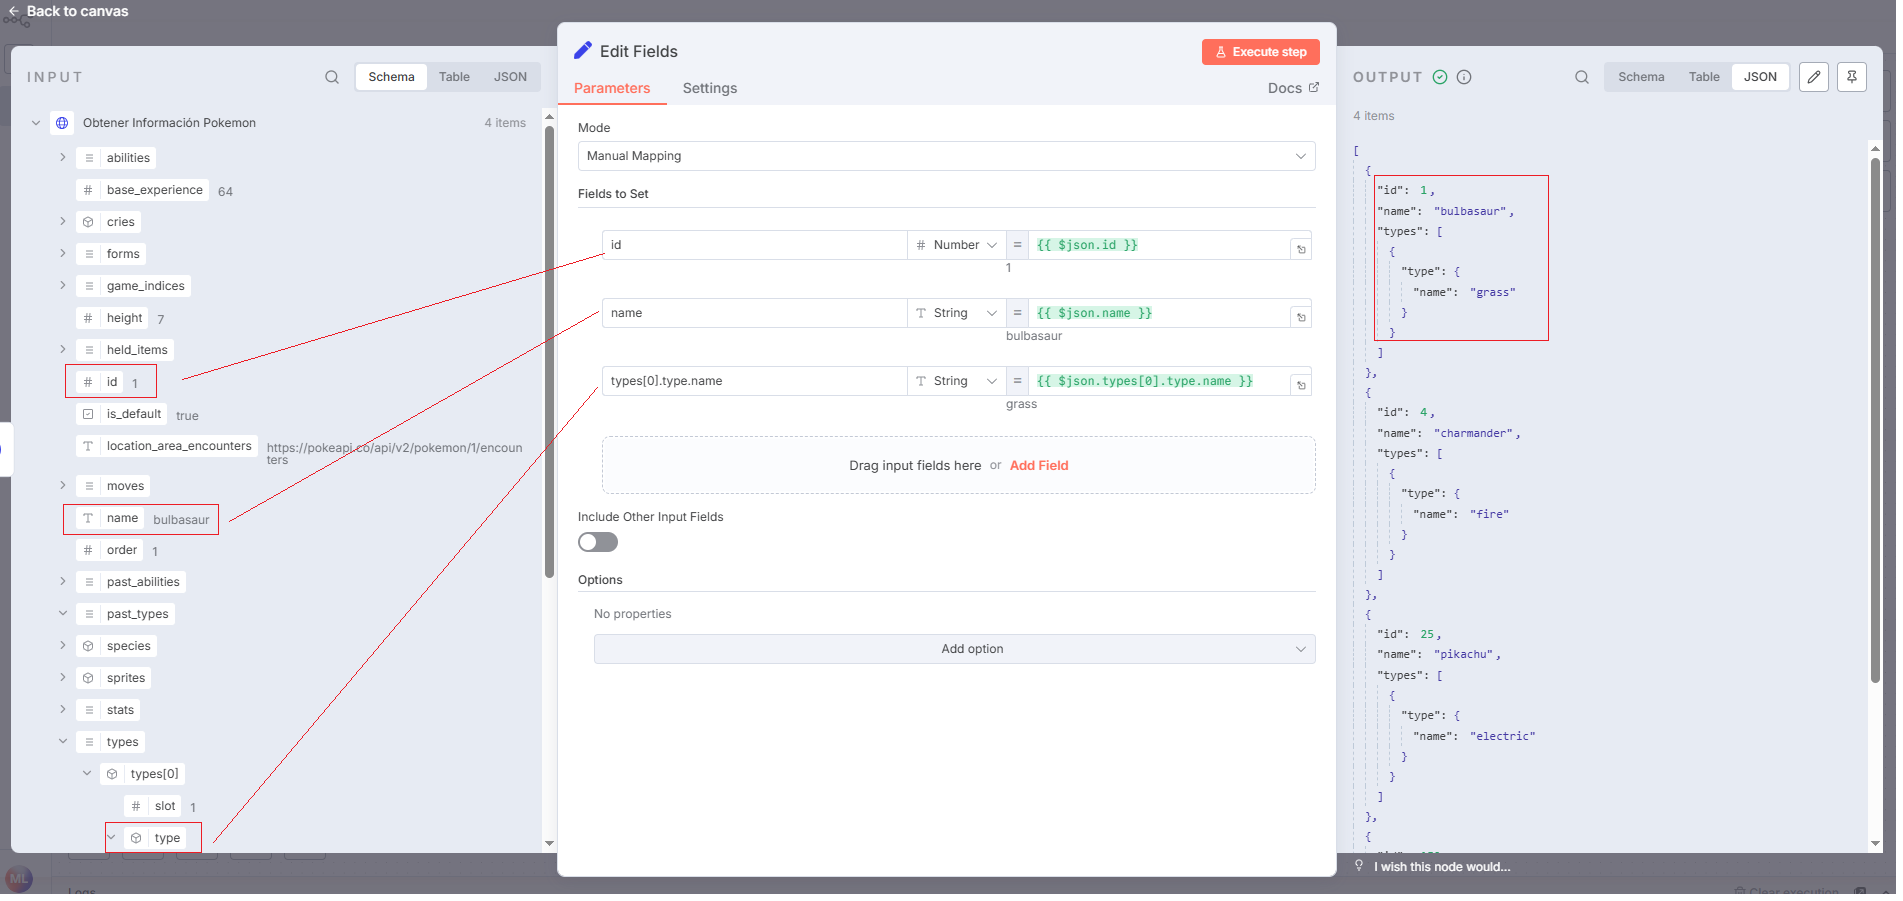 Back to canvas
INPUT
Schema
Table
JSON
Obtener Información Pokemon
4 items
abilities
# base_experience 64
cries
forms
game_indices
# height 7
held_items
# id 1
is_default true
T location_area_encounters https://pokeapi.co/api/v2/pokemon/1/encoun
ters
moves
T name bulbasaur
# order 1
past_abilities
past_types
species
sprites
stats
types
types[0]
# slot 1
type
ML
Edit Fields
Execute step
Parameters
Settings
Docs
Mode
Manual Mapping
Fields to Set
id # Number = {{ $json.id }}
1
name T String = {{ $json.name }}
bulbasaur
types[0].type.name T String = {{ $json.types[0].type.name }}
grass
Drag input fields here or Add Field
Include Other Input Fields
Options
No properties
Add option
OUTPUT
Schema
Table
JSON
4 items
[
{
"id": 1,
"name": "bulbasaur",
"types": [
{
"type": {
"name": "grass"
}
}
]
},
{
"id": 4,
"name": "charmander",
"types": [
{
"type": {
"name": "fire"
}
}
]
},
{
"id": 25,
"name": "pikachu",
"types": [
{
"type": {
"name": "electric"
}
}
]
},
{
I wish this node would...
Logs
Clear execution